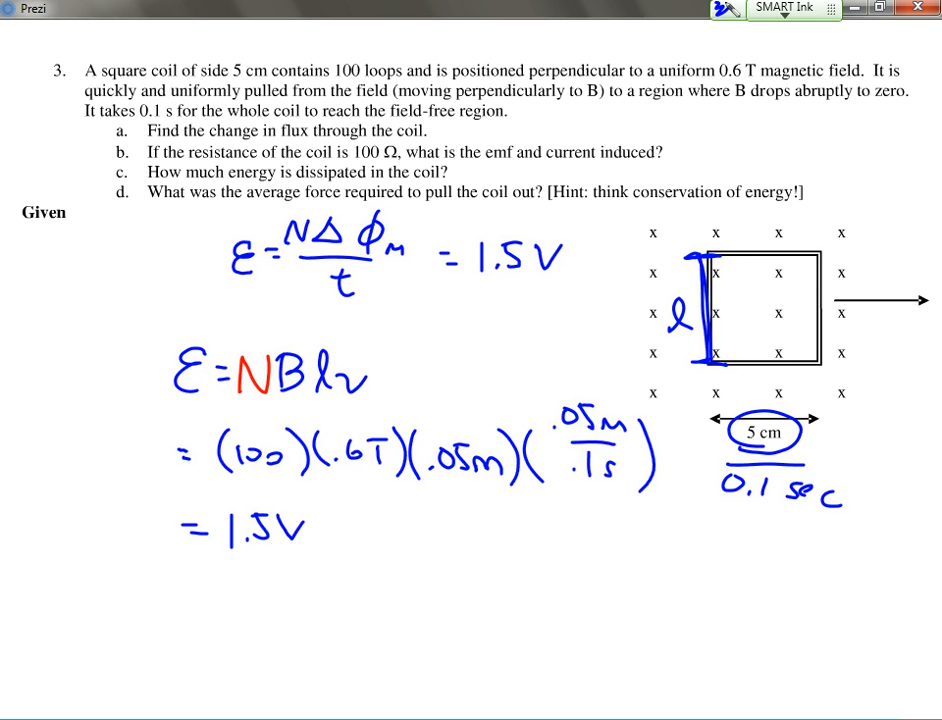 Prezi
SMART Ink
3. A square coil of side 5 cm contains 100 loops and is positioned perpendicular to a uniform 0.6 T magnetic field. It is
quickly and uniformly pulled from the field (moving perpendicularly to B) to a region where B drops abruptly to zero.
It takes 0.1 s for the whole coil to reach the field-free region.
a. Find the change in flux through the coil.
b. If the resistance of the coil is 100 Ω, what is the emf and current induced?
c. How much energy is dissipated in the coil?
d. What was the average force required to pull the coil out? [Hint: think conservation of energy!]
Given
ℰ = NΔϕM / t = 1.5 V
x x x x
x x x x
x ℓ x x x
x x x x
x x x x
5 cm
0.1 sec
ℰ = NBℓv
= (100)(.6T)(.05m)(.05m / .1s)
= 1.5V